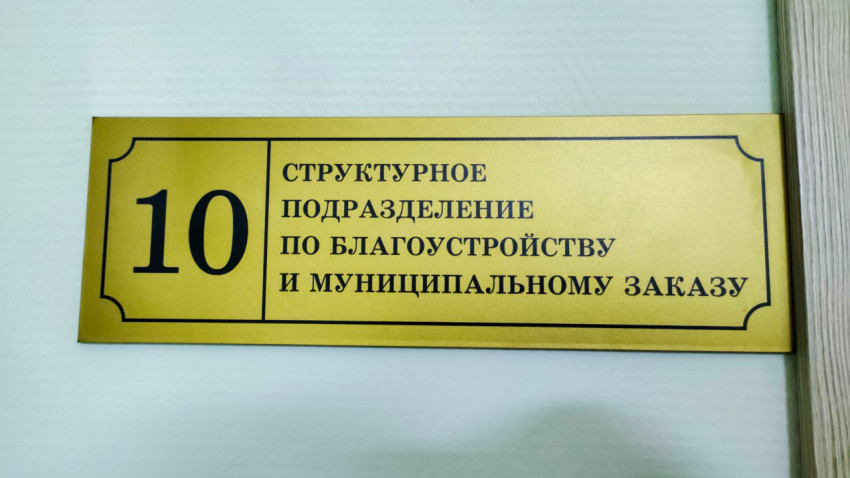 10
СТРУКТУРНОЕ
ПОДРАЗДЕЛЕНИЕ
ПО БЛАГОУСТРОЙСТВУ
И МУНИЦИПАЛЬНОМУ ЗАКАЗУ